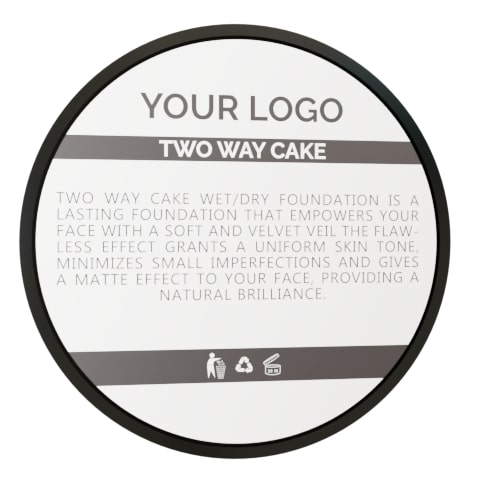 YOUR LOGO
TWO WAY CAKE
TWO WAY CAKE WET/DRY FOUNDATION IS A
LASTING FOUNDATION THAT EMPOWERS YOUR
FACE WITH A SOFT AND VELVET VEIL THE FLAW-
LESS EFFECT GRANTS A UNIFORM SKIN TONE,
MINIMIZES SMALL IMPERFECTIONS AND GIVES
A MATTE EFFECT TO YOUR FACE, PROVIDING A
NATURAL BRILLIANCE.